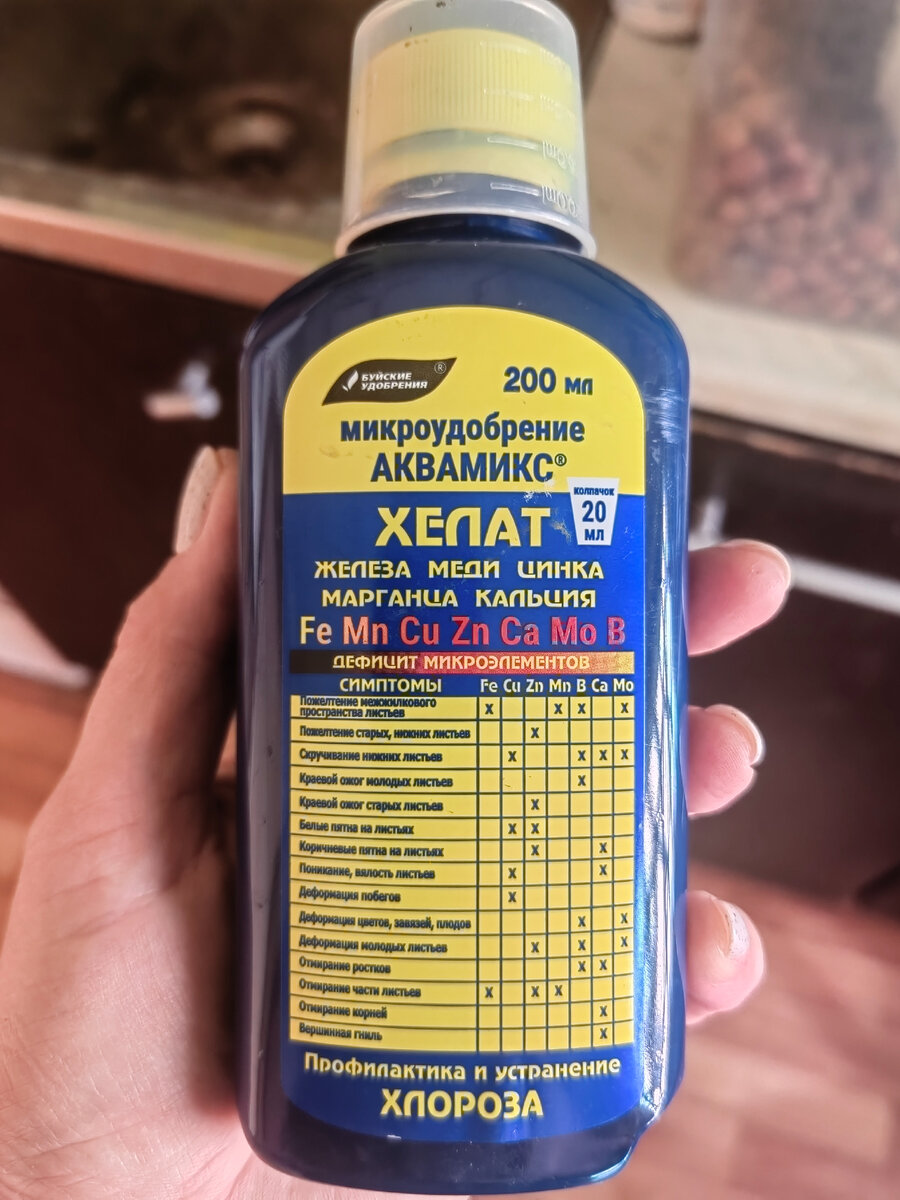 БУЙСКИЕ
УДОБРЕНИЯ
®
200 мл
микроудобрение
АКВАМИКС®
колпачок
20
мл
ХЕЛАТ
ЖЕЛЕЗА МЕДИ ЦИНКА
МАРГАНЦА КАЛЬЦИЯ
Fe Mn Cu Zn Ca Mo B
ДЕФИЦИТ МИКРОЭЛЕМЕНТОВ
СИМПТОМЫ Fe Cu Zn Mn B Ca Mo
Пожелтение межжилкового
пространства листьев X X X X
Пожелтение старых, нижних листьев X
Скручивание нижних листьев X X X X
Краевой ожог молодых листьев X
Краевой ожог старых листьев X
Белые пятна на листьях X X
Коричневые пятна на листьях X X
Поникание, вялость листьев X X
Деформация побегов X
Деформация цветов, завязей, плодов X X
Деформация молодых листьев X X X
Отмирание ростков X X
Отмирание части листьев X X X
Отмирание корней X
Вершинная гниль X
Профилактика и устранение
ХЛОРОЗА